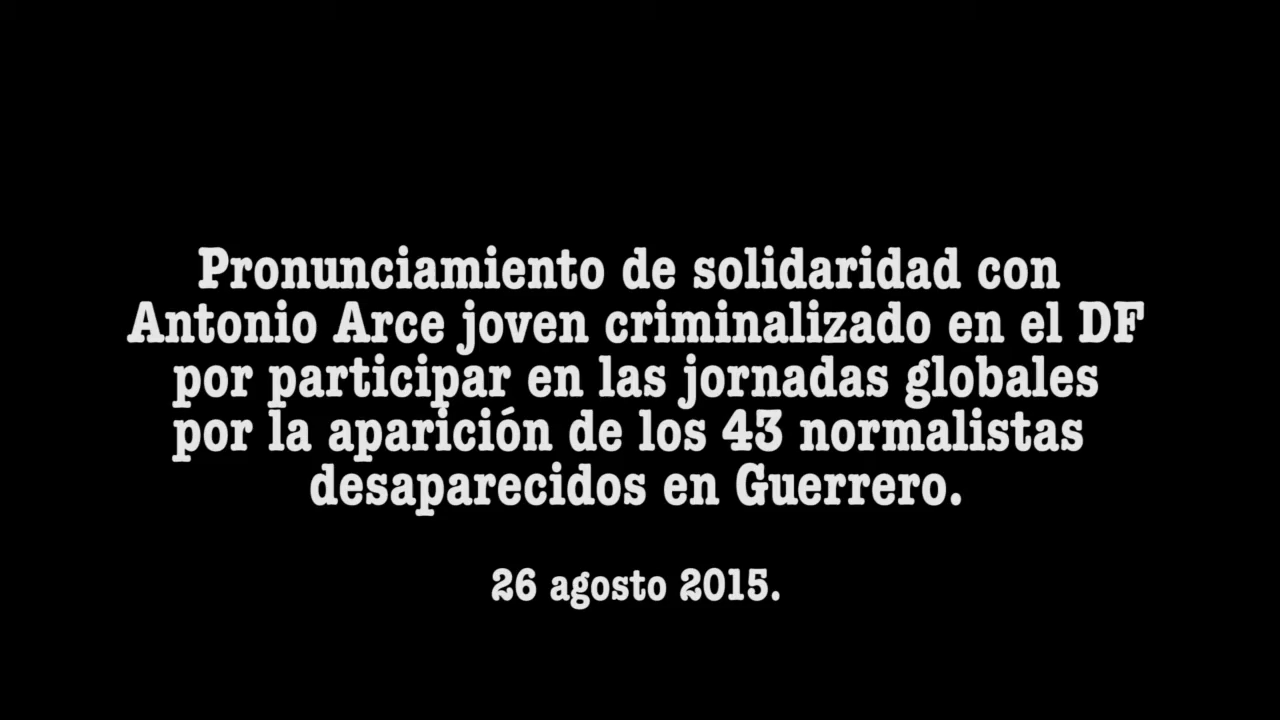 Pronunciamiento de solidaridad con
Antonio Arce joven criminalizado en el DF
por participar en las jornadas globales
por la aparición de los 43 normalistas
desaparecidos en Guerrero.
26 agosto 2015.